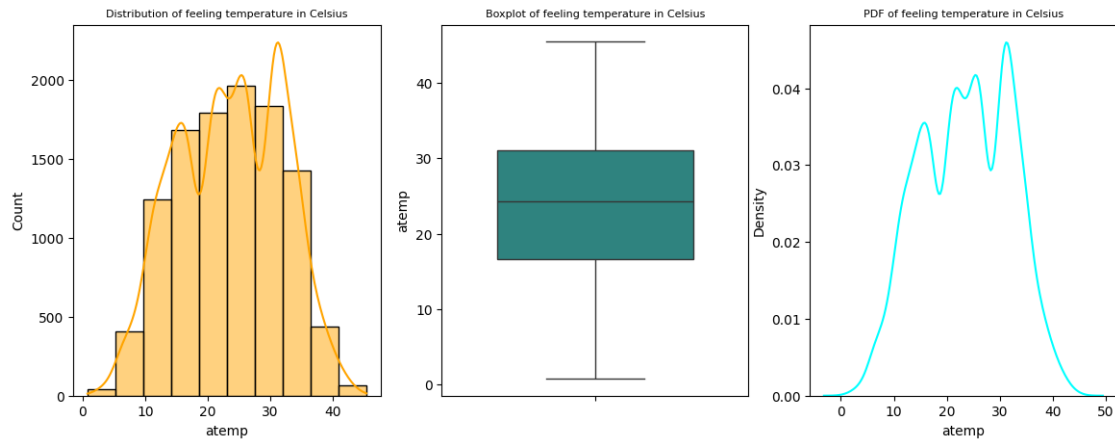 Distribution of feeling temperature in Celsius
2000
1500
1000
500
0
Count
0 10 20 30 40
atemp
Boxplot of feeling temperature in Celsius
40
30
20
10
0
atemp
PDF of feeling temperature in Celsius
0.04
0.03
0.02
0.01
0.00
Density
0 10 20 30 40 50
atemp